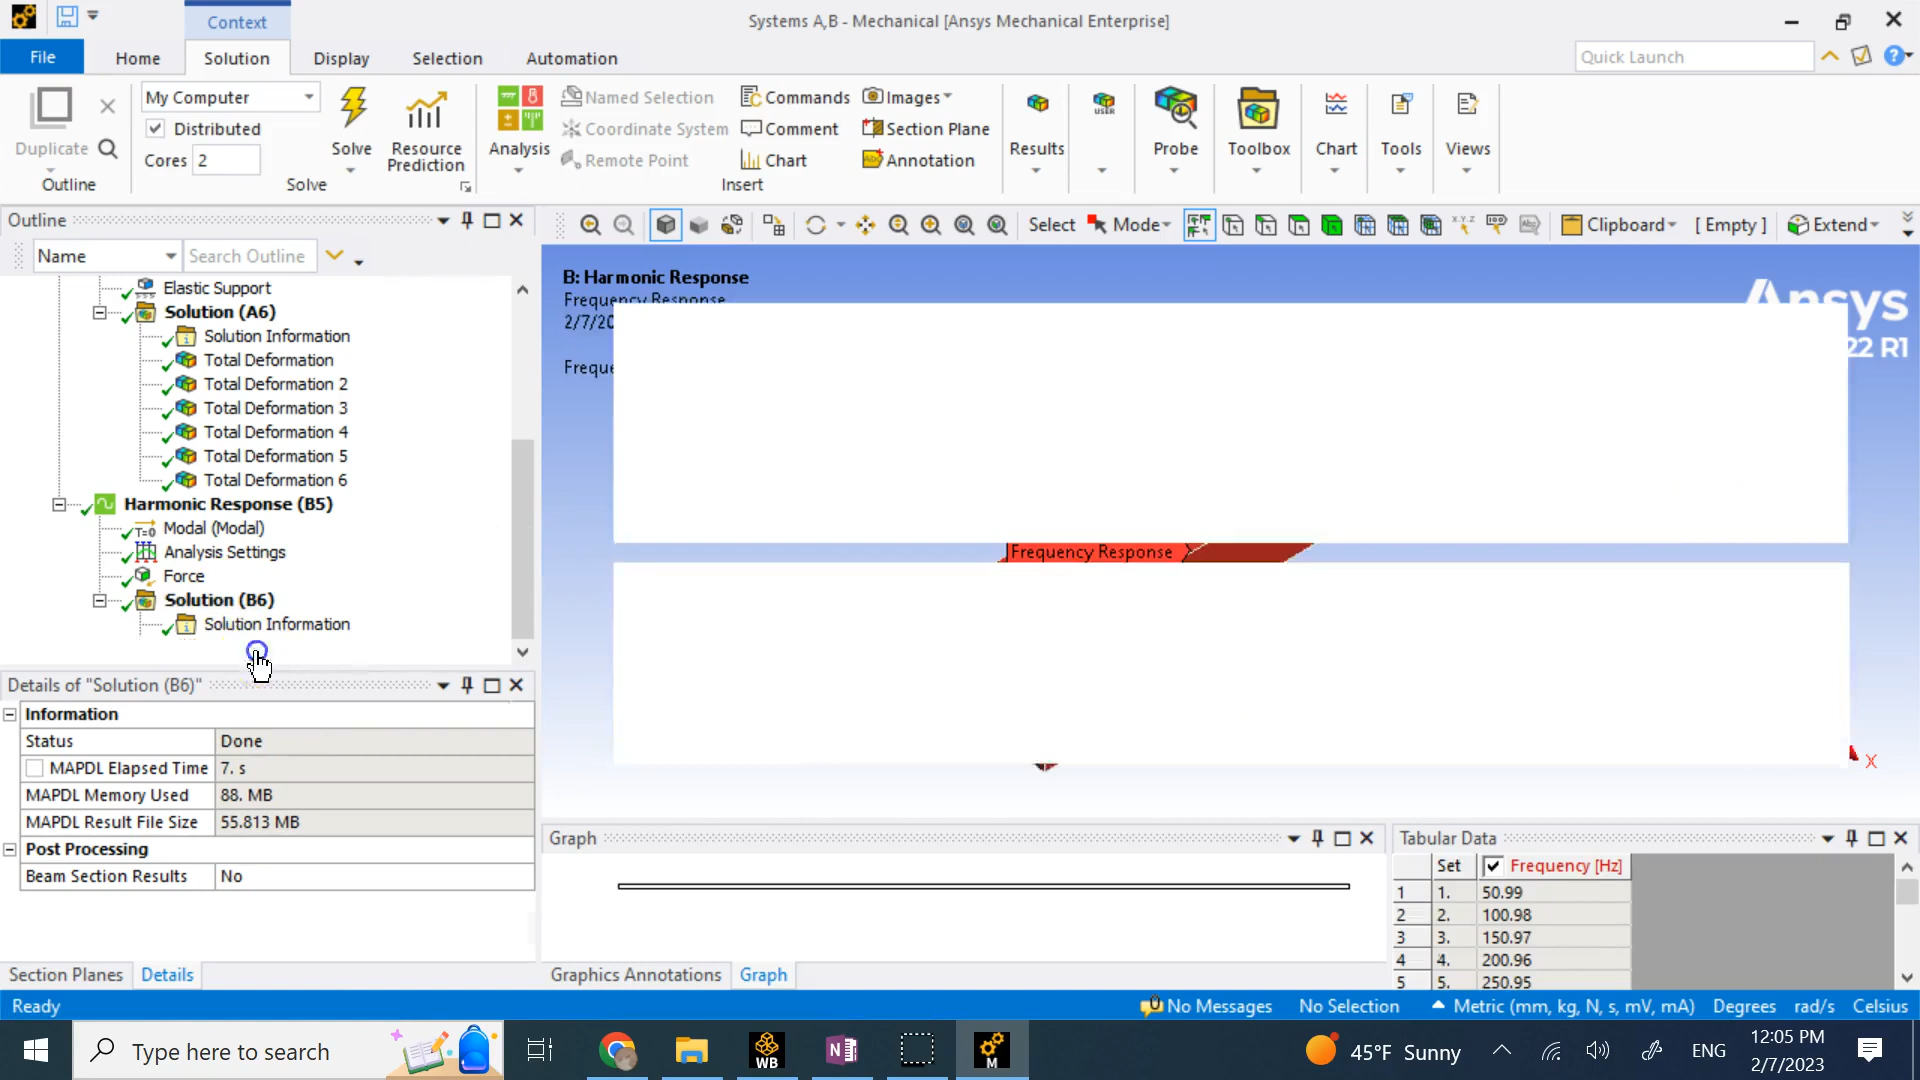 Context
Systems A,B - Mechanical [Ansys Mechanical Enterprise]
File
Home
Solution
Display
Selection
Automation
Quick Launch
Duplicate
Outline
My Computer
Distributed
Cores 2
Solve
Resource
Prediction
Solve
Analysis
Named Selection
Coordinate System
Remote Point
Commands
Comment
Chart
Images
Section Plane
Annotation
Insert
Results
USER
Probe
Toolbox
Chart
Tools
Views
Outline
Name
Search Outline
Select
Mode
Clipboard
[ Empty ]
Extend
Elastic Support
Solution (A6)
Solution Information
Total Deformation
Total Deformation 2
Total Deformation 3
Total Deformation 4
Total Deformation 5
Total Deformation 6
Harmonic Response (B5)
Modal (Modal)
Analysis Settings
Force
Solution (B6)
Solution Information
B: Harmonic Response
Frequency Response
2/7/20
Freque
Ansys
22 R1
Frequency Response
X
Details of "Solution (B6)"
Information
Status Done
MAPDL Elapsed Time 7. s
MAPDL Memory Used 88. MB
MAPDL Result File Size 55.813 MB
Post Processing
Beam Section Results No
Section Planes
Details
Graph
Graphics Annotations
Graph
Tabular Data
Set Frequency [Hz]
1 1. 50.99
2 2. 100.98
3 3. 150.97
4 4. 200.96
5 5. 250.95
Ready
No Messages
No Selection
Metric (mm, kg, N, s, mV, mA)
Degrees
rad/s
Celsius
Type here to search
WB
N
M
45°F Sunny
ENG
12:05 PM
2/7/2023